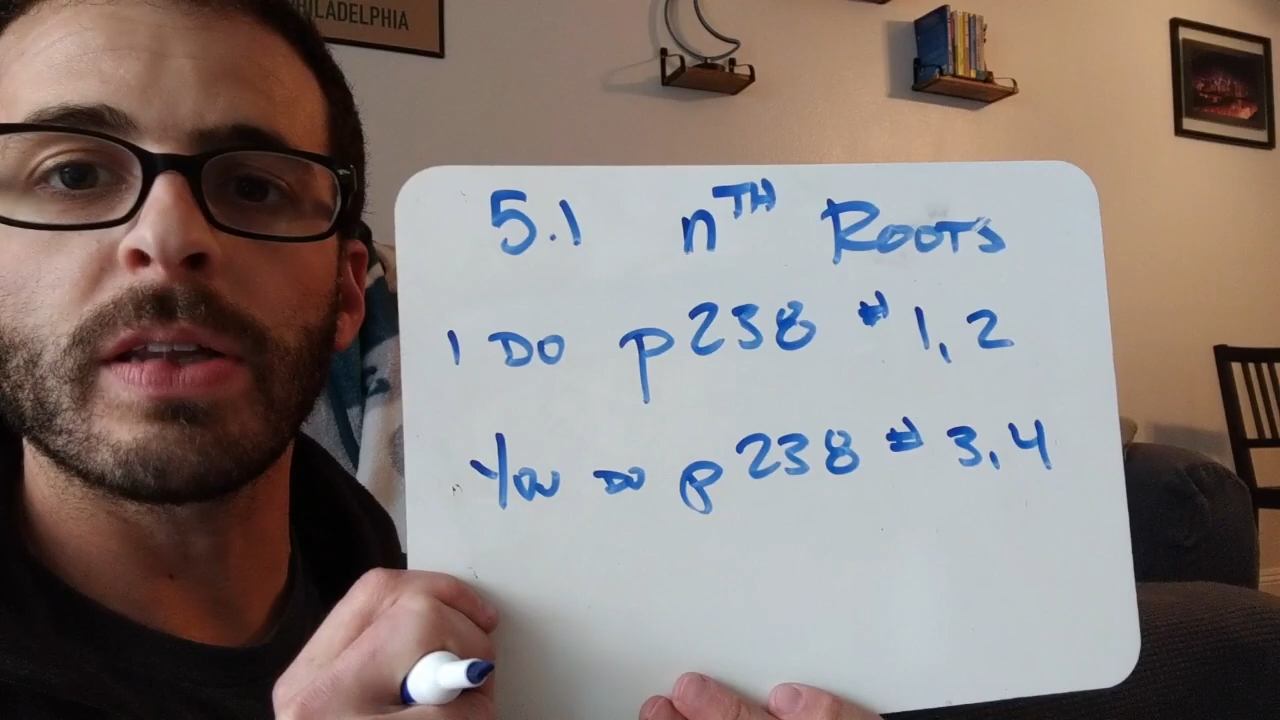 PHILADELPHIA
5.1 nTH ROOTS
I DO p238 # 1,2
YOU DO p238 # 3,4